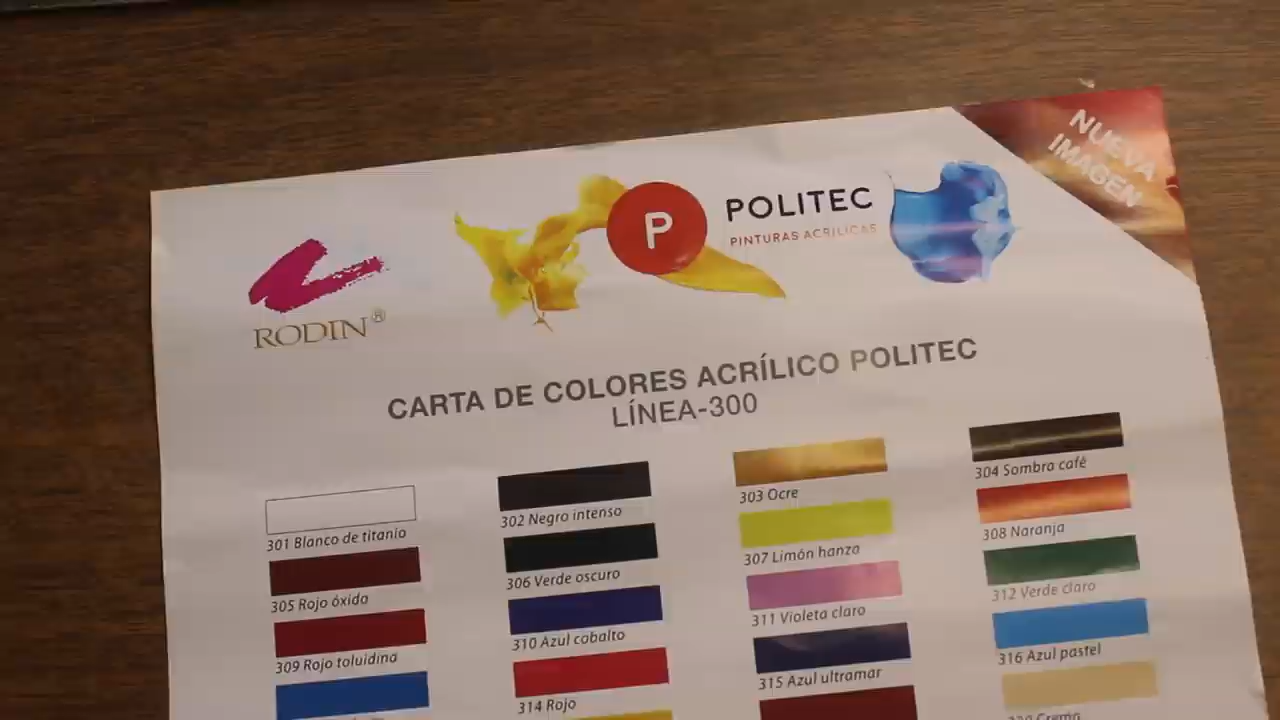 NUEVA
IMAGEN
P
POLITEC
PINTURAS ACRÍLICAS
RODIN®
CARTA DE COLORES ACRÍLICO POLITEC
LÍNEA-300
301 Blanco de titanio
302 Negro intenso
303 Ocre
304 Sombra café
305 Rojo óxido
306 Verde oscuro
307 Limón hanza
308 Naranja
309 Rojo toluidina
310 Azul cobalto
311 Violeta claro
312 Verde claro
314 Rojo
315 Azul ultramar
316 Azul pastel
320 Crema